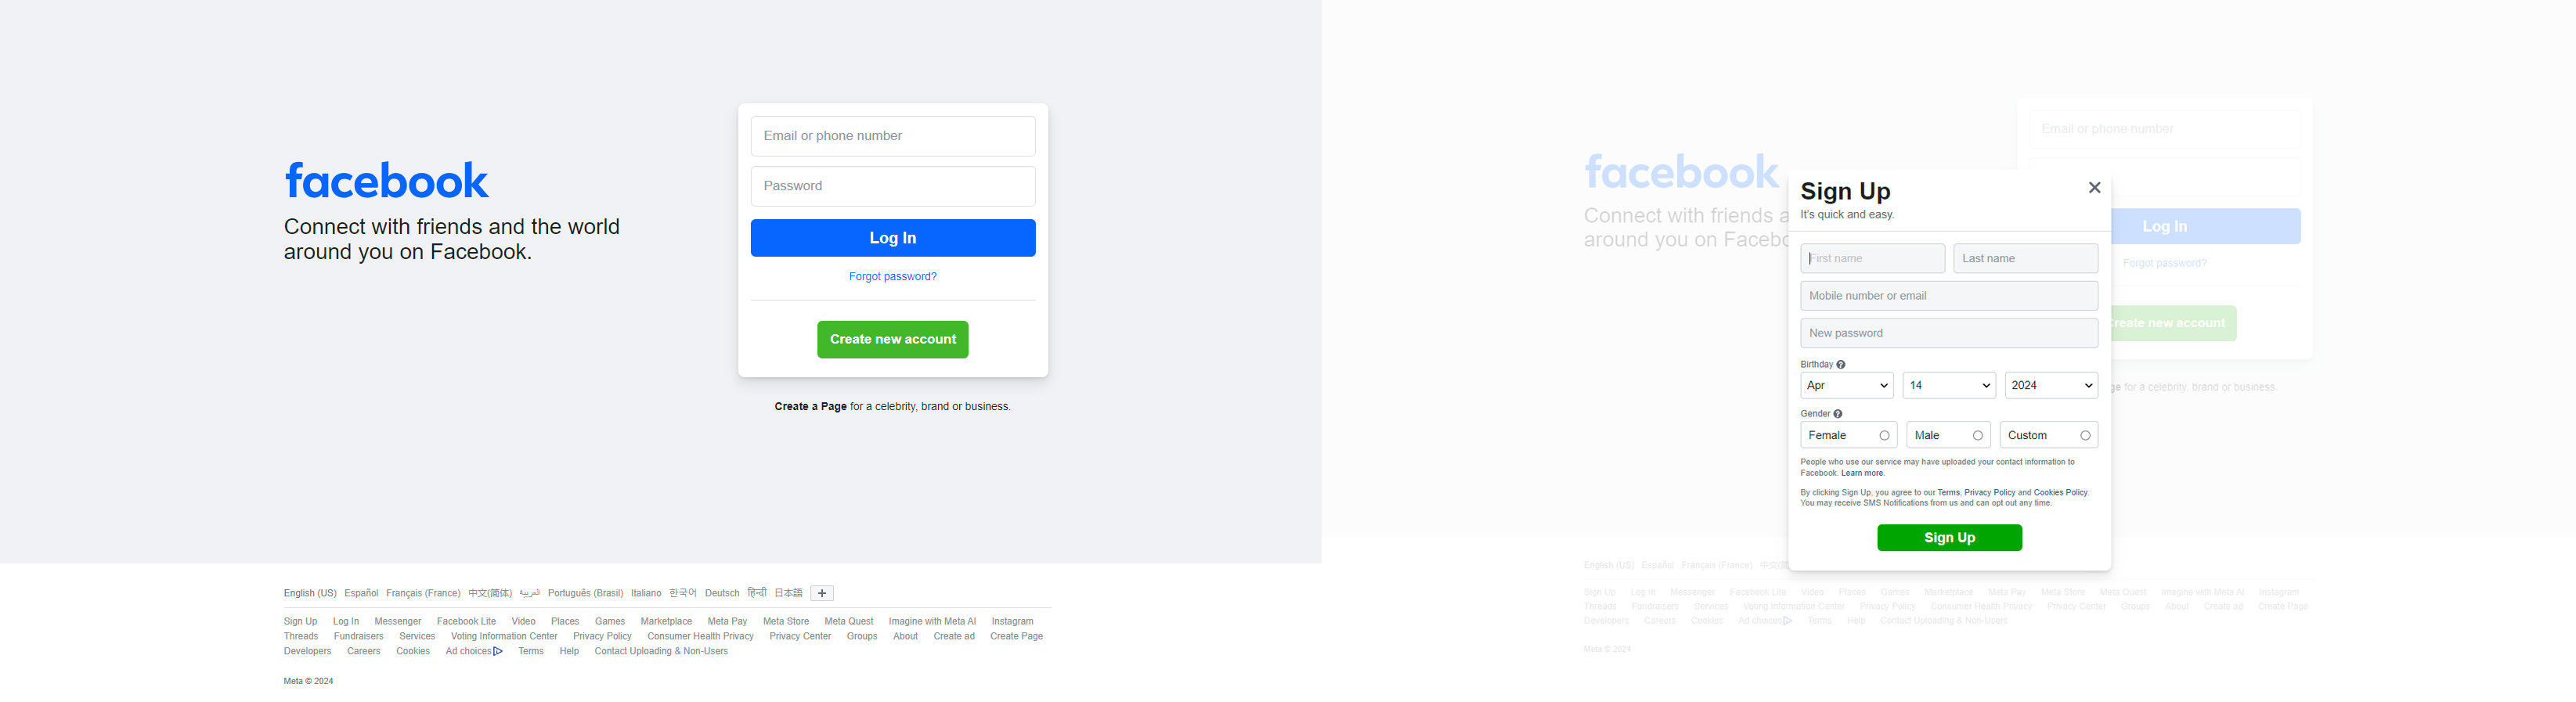 facebook
Connect with friends and the world
around you on Facebook.
Email or phone number
Password
Log In
Forgot password?
Create new account
Create a Page for a celebrity, brand or business.
English (US) Español Français (France) 中文(简体) العربية Português (Brasil) Italiano 한국어 Deutsch हिन्दी 日本語
Sign Up Log In Messenger Facebook Lite Video Places Games Marketplace Meta Pay Meta Store Meta Quest Imagine with Meta AI Instagram
Threads Fundraisers Services Voting Information Center Privacy Policy Consumer Health Privacy Privacy Center Groups About Create ad Create Page
Developers Careers Cookies Ad choices Terms Help Contact Uploading & Non-Users
Meta © 2024
facebook
Connect with friends a
around you on Facebo
Email or phone number
Log In
Forgot password?
reate new account
ge for a celebrity, brand or business.
Sign Up
It's quick and easy.
First name Last name
Mobile number or email
New password
Birthday
Apr 14 2024
Gender
Female Male Custom
People who use our service may have uploaded your contact information to
Facebook. Learn more.
By clicking Sign Up, you agree to our Terms, Privacy Policy and Cookies Policy.
You may receive SMS Notifications from us and can opt out any time.
Sign Up
English (US) Español Français (France) 中文(简
Sign Up Log In Messenger Facebook Lite Video Places Games Marketplace Meta Pay Meta Store Meta Quest Imagine with Meta AI Instagram
Threads Fundraisers Services Voting Information Center Privacy Policy Consumer Health Privacy Privacy Center Groups About Create ad Create Page
Developers Careers Cookies Ad choices Terms Help Contact Uploading & Non-Users
Meta © 2024